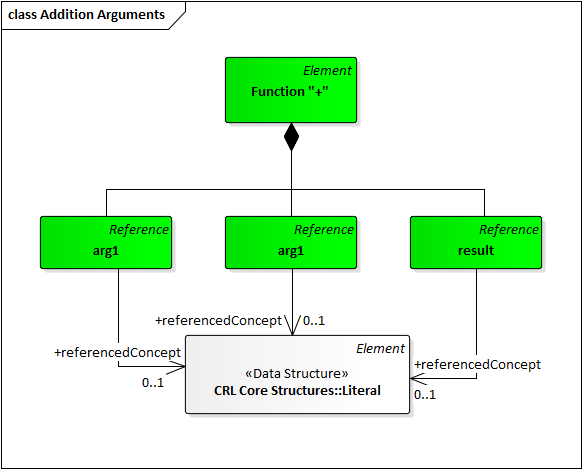 class Addition Arguments
Element
Function "+"
Reference
arg1
Reference
arg1
Reference
result
+referencedConcept
0..1
+referencedConcept
0..1
+referencedConcept
0..1
Element
«Data Structure»
CRL Core Structures::Literal